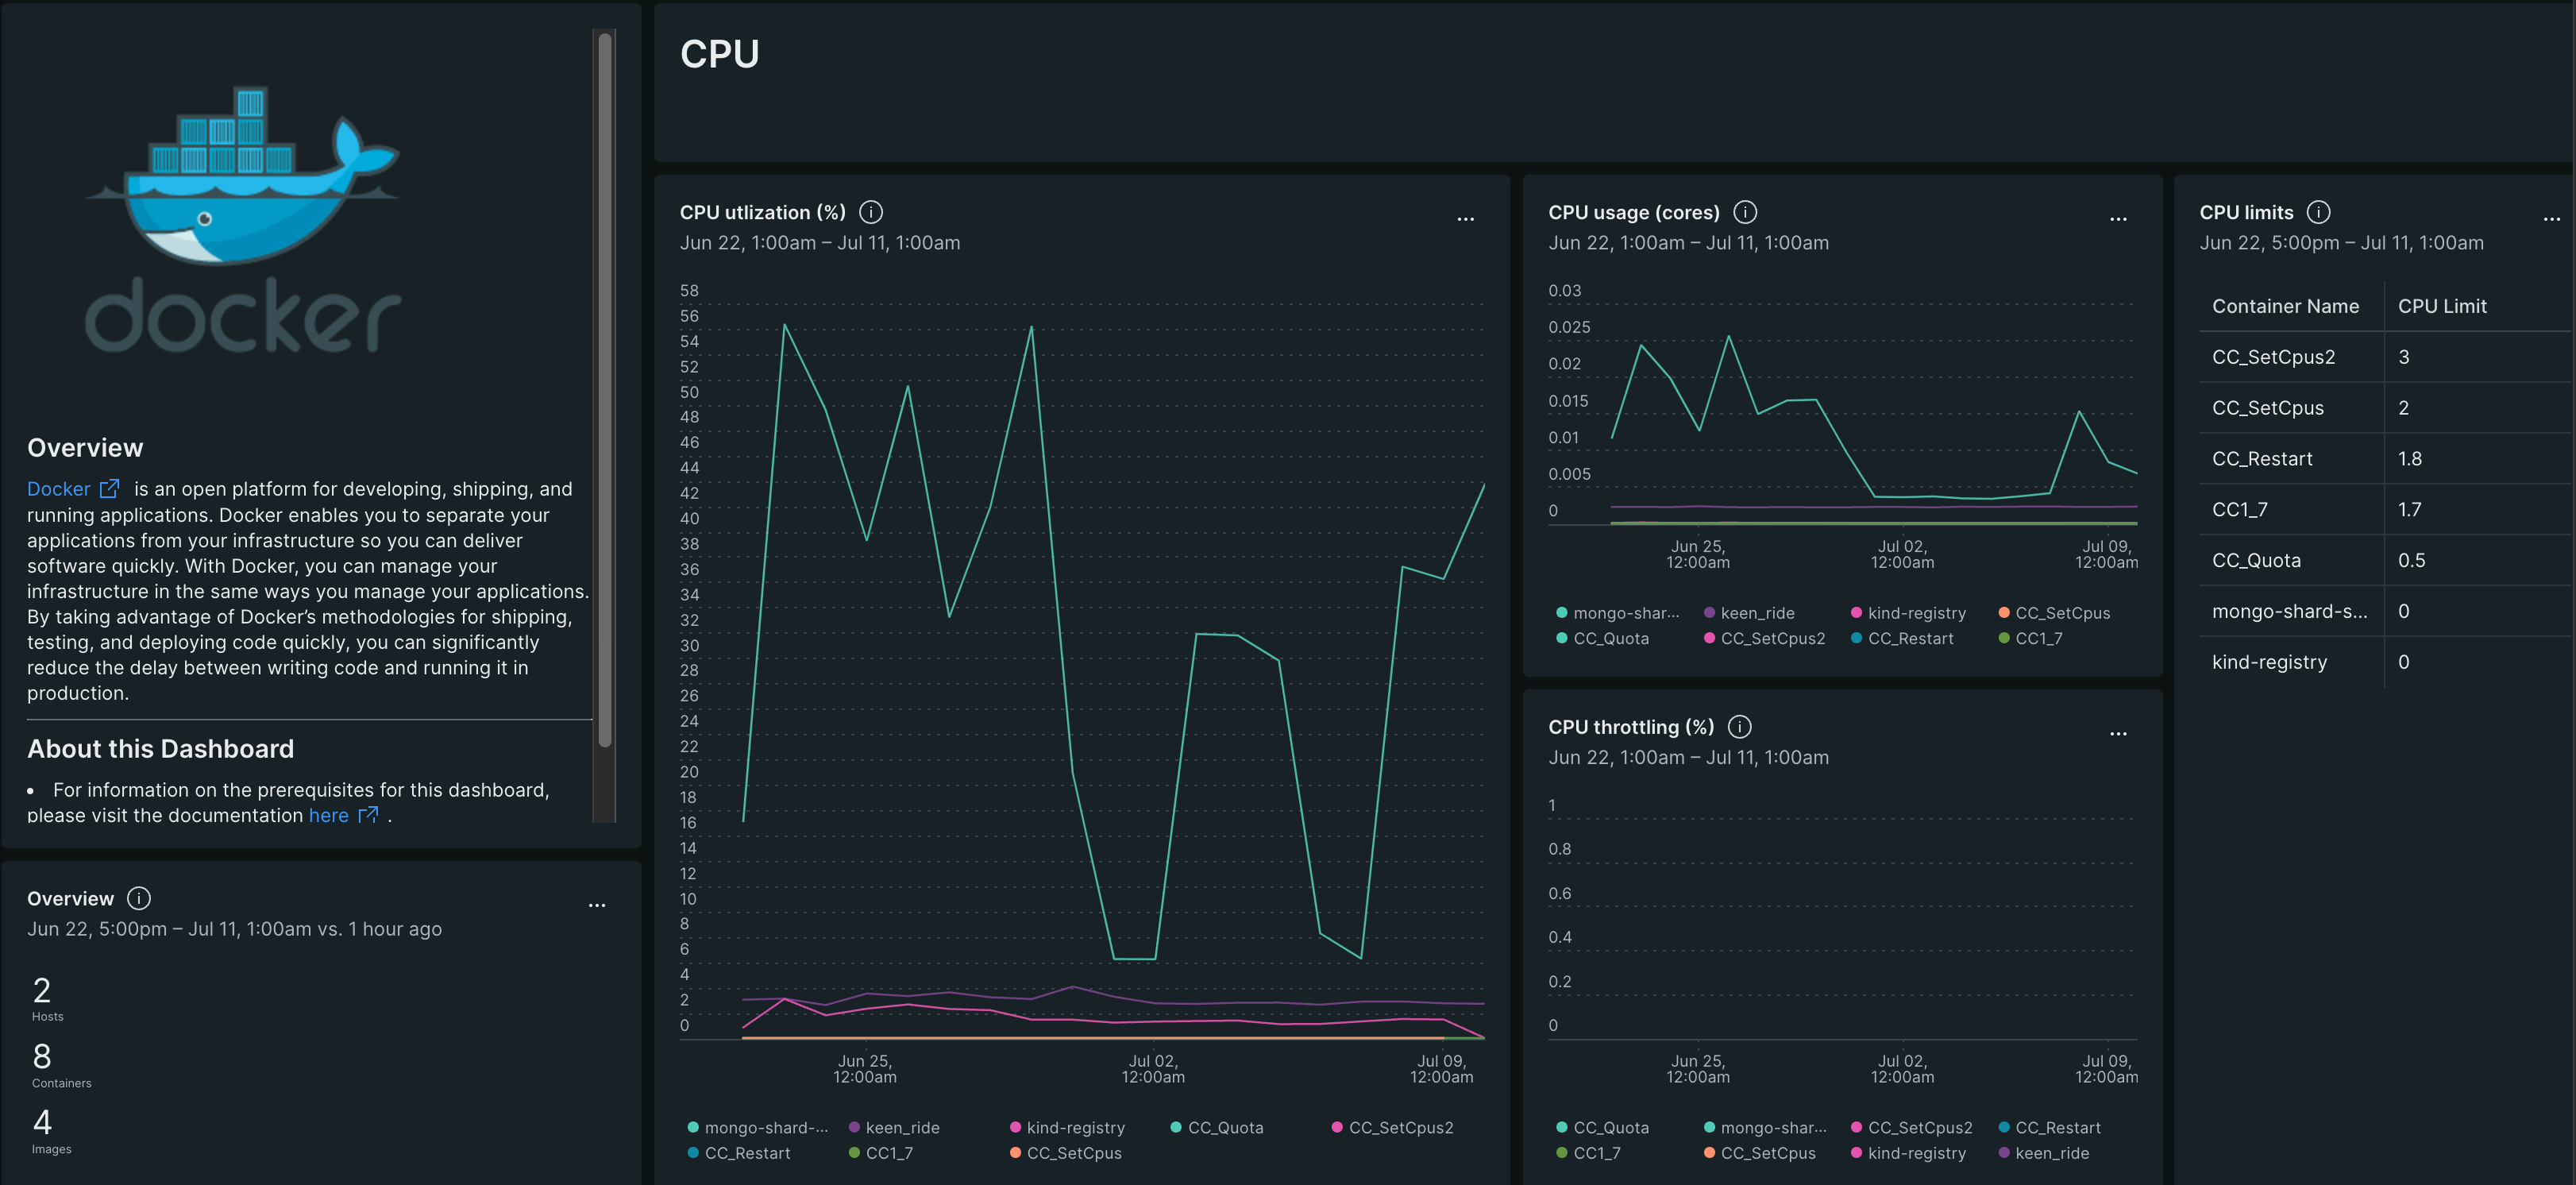 docker
Overview
Docker is an open platform for developing, shipping, and
running applications. Docker enables you to separate your
applications from your infrastructure so you can deliver
software quickly. With Docker, you can manage your
infrastructure in the same ways you manage your applications.
By taking advantage of Docker’s methodologies for shipping,
testing, and deploying code quickly, you can significantly
reduce the delay between writing code and running it in
production.
About this Dashboard
• For information on the prerequisites for this dashboard,
please visit the documentation here .
Overview
Jun 22, 5:00pm – Jul 11, 1:00am vs. 1 hour ago
2
Hosts
8
Containers
4
Images
CPU
CPU utlization (%)
...
Jun 22, 1:00am – Jul 11, 1:00am
58
56
54
52
50
48
46
44
42
40
38
36
34
32
30
28
26
24
22
20
18
16
14
12
10
8
6
4
2
0
Jun 25, Jul 02, Jul 09,
12:00am 12:00am 12:00am
mongo-shard-... keen_ride kind-registry CC_Quota CC_SetCpus2
CC_Restart CC1_7 CC_SetCpus
CPU usage (cores)
...
Jun 22, 1:00am – Jul 11, 1:00am
0.03
0.025
0.02
0.015
0.01
0.005
0
Jun 25, Jul 02, Jul 09,
12:00am 12:00am 12:00am
mongo-shar... keen_ride kind-registry CC_SetCpus
CC_Quota CC_SetCpus2 CC_Restart CC1_7
CPU throttling (%)
...
Jun 22, 1:00am – Jul 11, 1:00am
1
0.8
0.6
0.4
0.2
0
Jun 25, Jul 02, Jul 09,
12:00am 12:00am 12:00am
CC_Quota mongo-shar... CC_SetCpus2 CC_Restart
CC1_7 CC_SetCpus kind-registry keen_ride
CPU limits
...
Jun 22, 5:00pm – Jul 11, 1:00am
Container Name CPU Limit
CC_SetCpus2 3
CC_SetCpus 2
CC_Restart 1.8
CC1_7 1.7
CC_Quota 0.5
mongo-shard-s... 0
kind-registry 0